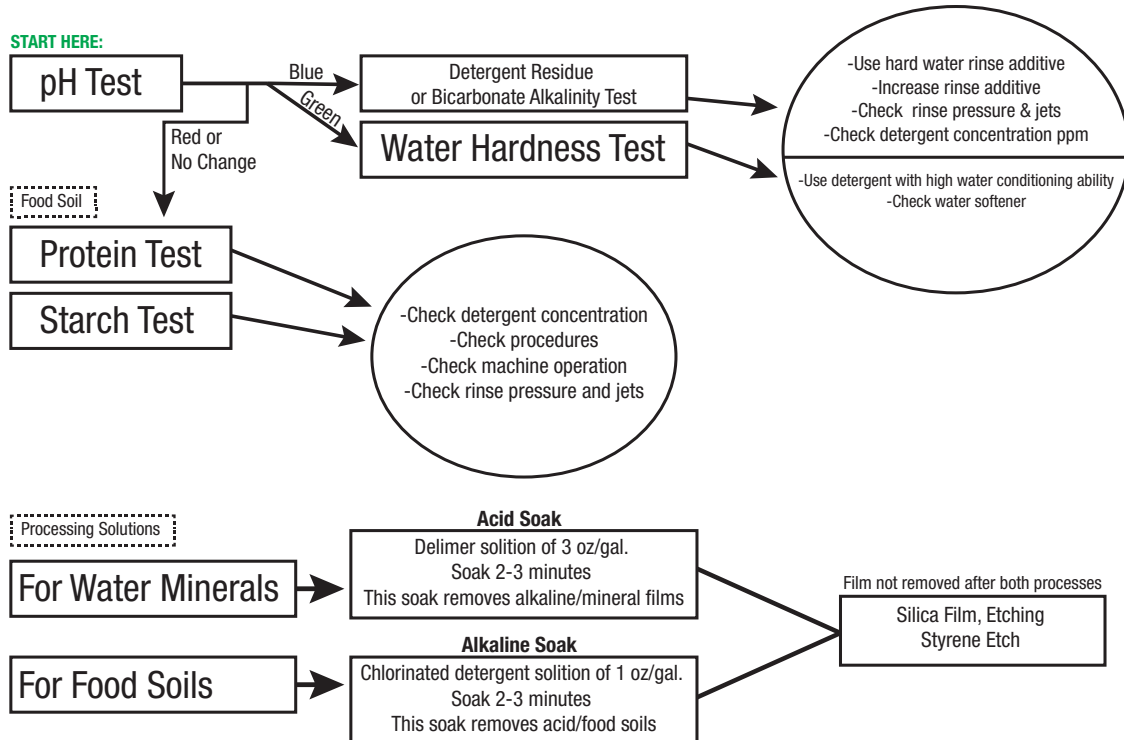 START HERE:
pH Test
Blue
Green
Red or
No Change
Detergent Residue
or Bicarbonate Alkalinity Test
Water Hardness Test
-Use hard water rinse additive
-Increase rinse additive
-Check rinse pressure & jets
-Check detergent concentration ppm
-Use detergent with high water conditioning ability
-Check water softener
Food Soil
Protein Test
Starch Test
-Check detergent concentration
-Check procedures
-Check machine operation
-Check rinse pressure and jets
Processing Solutions
For Water Minerals
Acid Soak
Delimer solition of 3 oz/gal.
Soak 2-3 minutes
This soak removes alkaline/mineral films
For Food Soils
Alkaline Soak
Chlorinated detergent solition of 1 oz/gal.
Soak 2-3 minutes
This soak removes acid/food soils
Film not removed after both processes
Silica Film, Etching
Styrene Etch